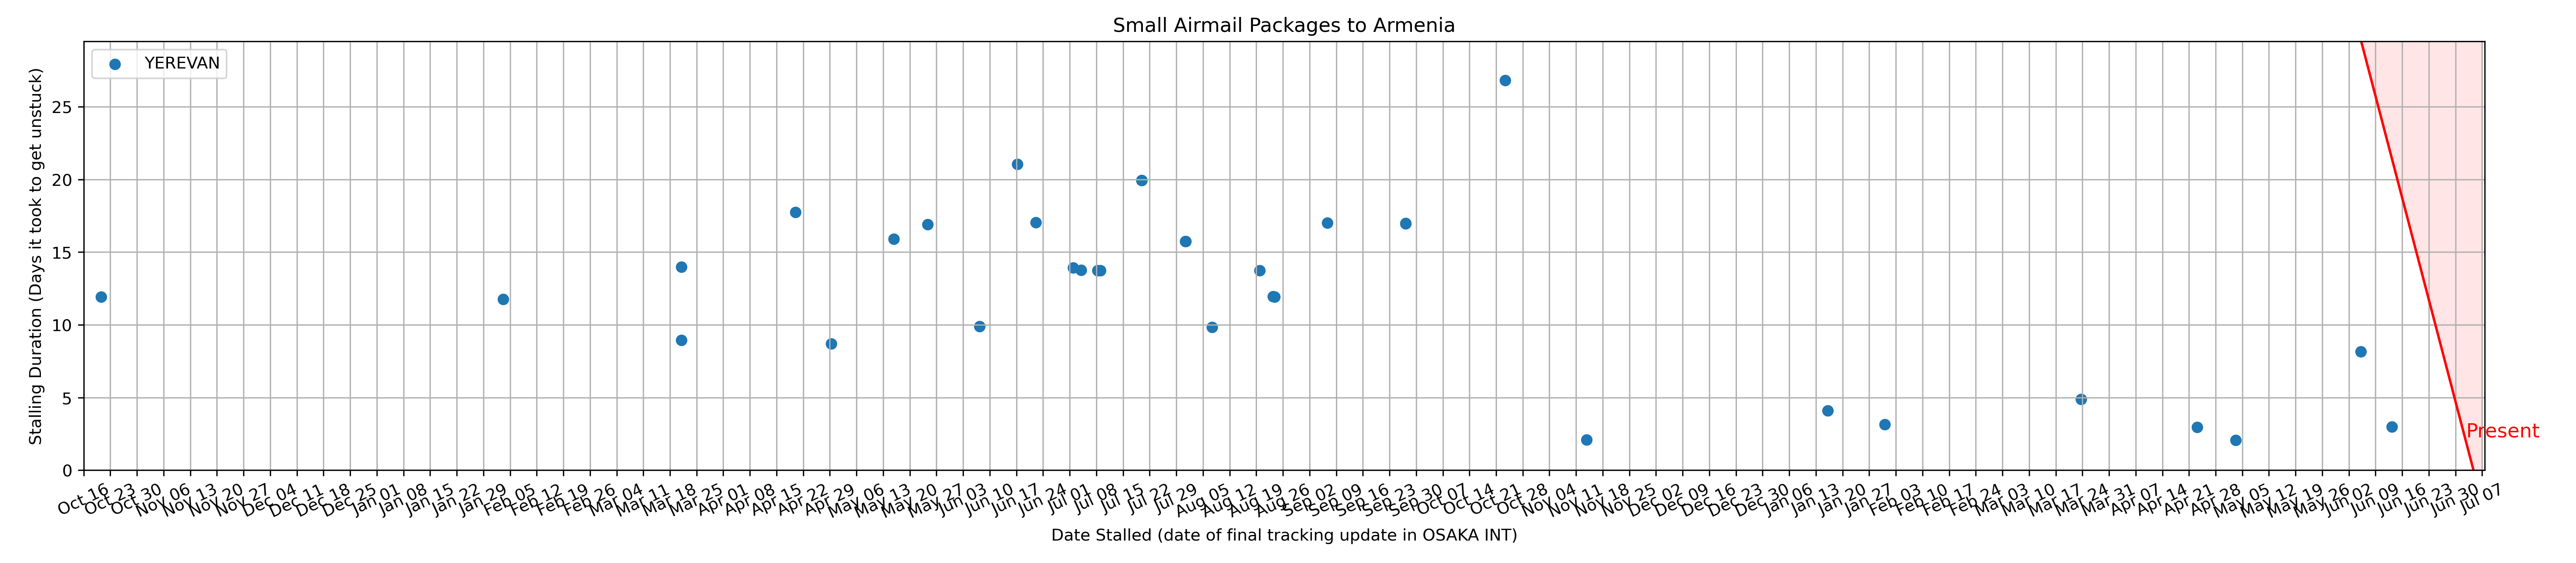 Small Airmail Packages to Armenia
YEREVAN
Stalling Duration (Days it took to get unstuck)
25
20
15
10
5
0
Present
Oct 16 Oct 23 Oct 30 Nov 06 Nov 13 Nov 20 Nov 27 Dec 04 Dec 11 Dec 18 Dec 25 Jan 01 Jan 08 Jan 15 Jan 22 Jan 29 Feb 05 Feb 12 Feb 19 Feb 26 Mar 04 Mar 11 Mar 18 Mar 25 Apr 01 Apr 08 Apr 15 Apr 22 Apr 29 May 06 May 13 May 20 May 27 Jun 03 Jun 10 Jun 17 Jun 24 Jul 01 Jul 08 Jul 15 Jul 22 Jul 29 Aug 05 Aug 12 Aug 19 Aug 26 Sep 02 Sep 09 Sep 16 Sep 23 Sep 30 Oct 07 Oct 14 Oct 21 Oct 28 Nov 04 Nov 11 Nov 18 Nov 25 Dec 02 Dec 09 Dec 16 Dec 23 Dec 30 Jan 06 Jan 13 Jan 20 Jan 27 Feb 03 Feb 10 Feb 17 Feb 24 Mar 03 Mar 10 Mar 17 Mar 24 Mar 31 Apr 07 Apr 14 Apr 21 Apr 28 May 05 May 12 May 19 May 26 Jun 02 Jun 09 Jun 16 Jun 23 Jun 30 Jul 07
Date Stalled (date of final tracking update in OSAKA INT)